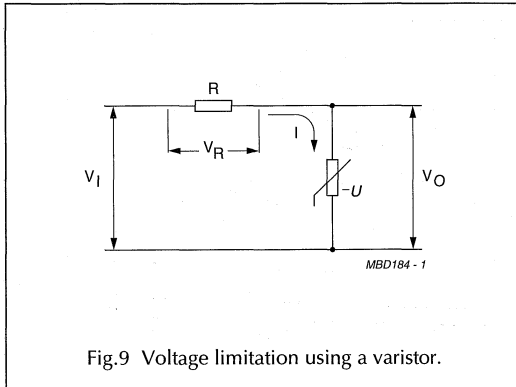 R
I
V_R
V_I
–U
V_O
MBD184 - 1
Fig.9 Voltage limitation using a varistor.